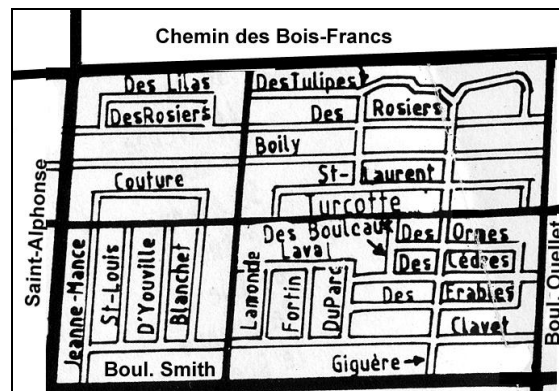 Chemin des Bois-Francs
Des Lilas
DesTulipes
DesRosiers
Des Rosiers
Boily
St-Laurent
Couture
Turcotte
Saint-Alphonse
Des Boulcaux
Des Ormes
Laval
Des Cèdres
Des Erables
Jeanne-Mance
St-Louis
D'Youville
Blanchet
Lamonde
Fortin
DuParc
Clavet
Boul. Ouellet
Boul. Smith
Giguère